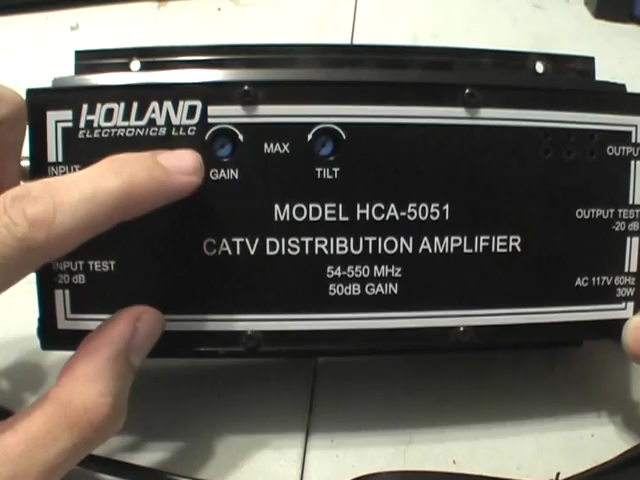 HOLLAND
ELECTRONICS LLC
INPUT
GAIN
MAX
TILT
MODEL HCA-5051
CATV DISTRIBUTION AMPLIFIER
54-550 MHz
50dB GAIN
INPUT TEST
-20 dB
OUTPU
OUTPUT TEST
-20 dB
AC 117V 60Hz
30W